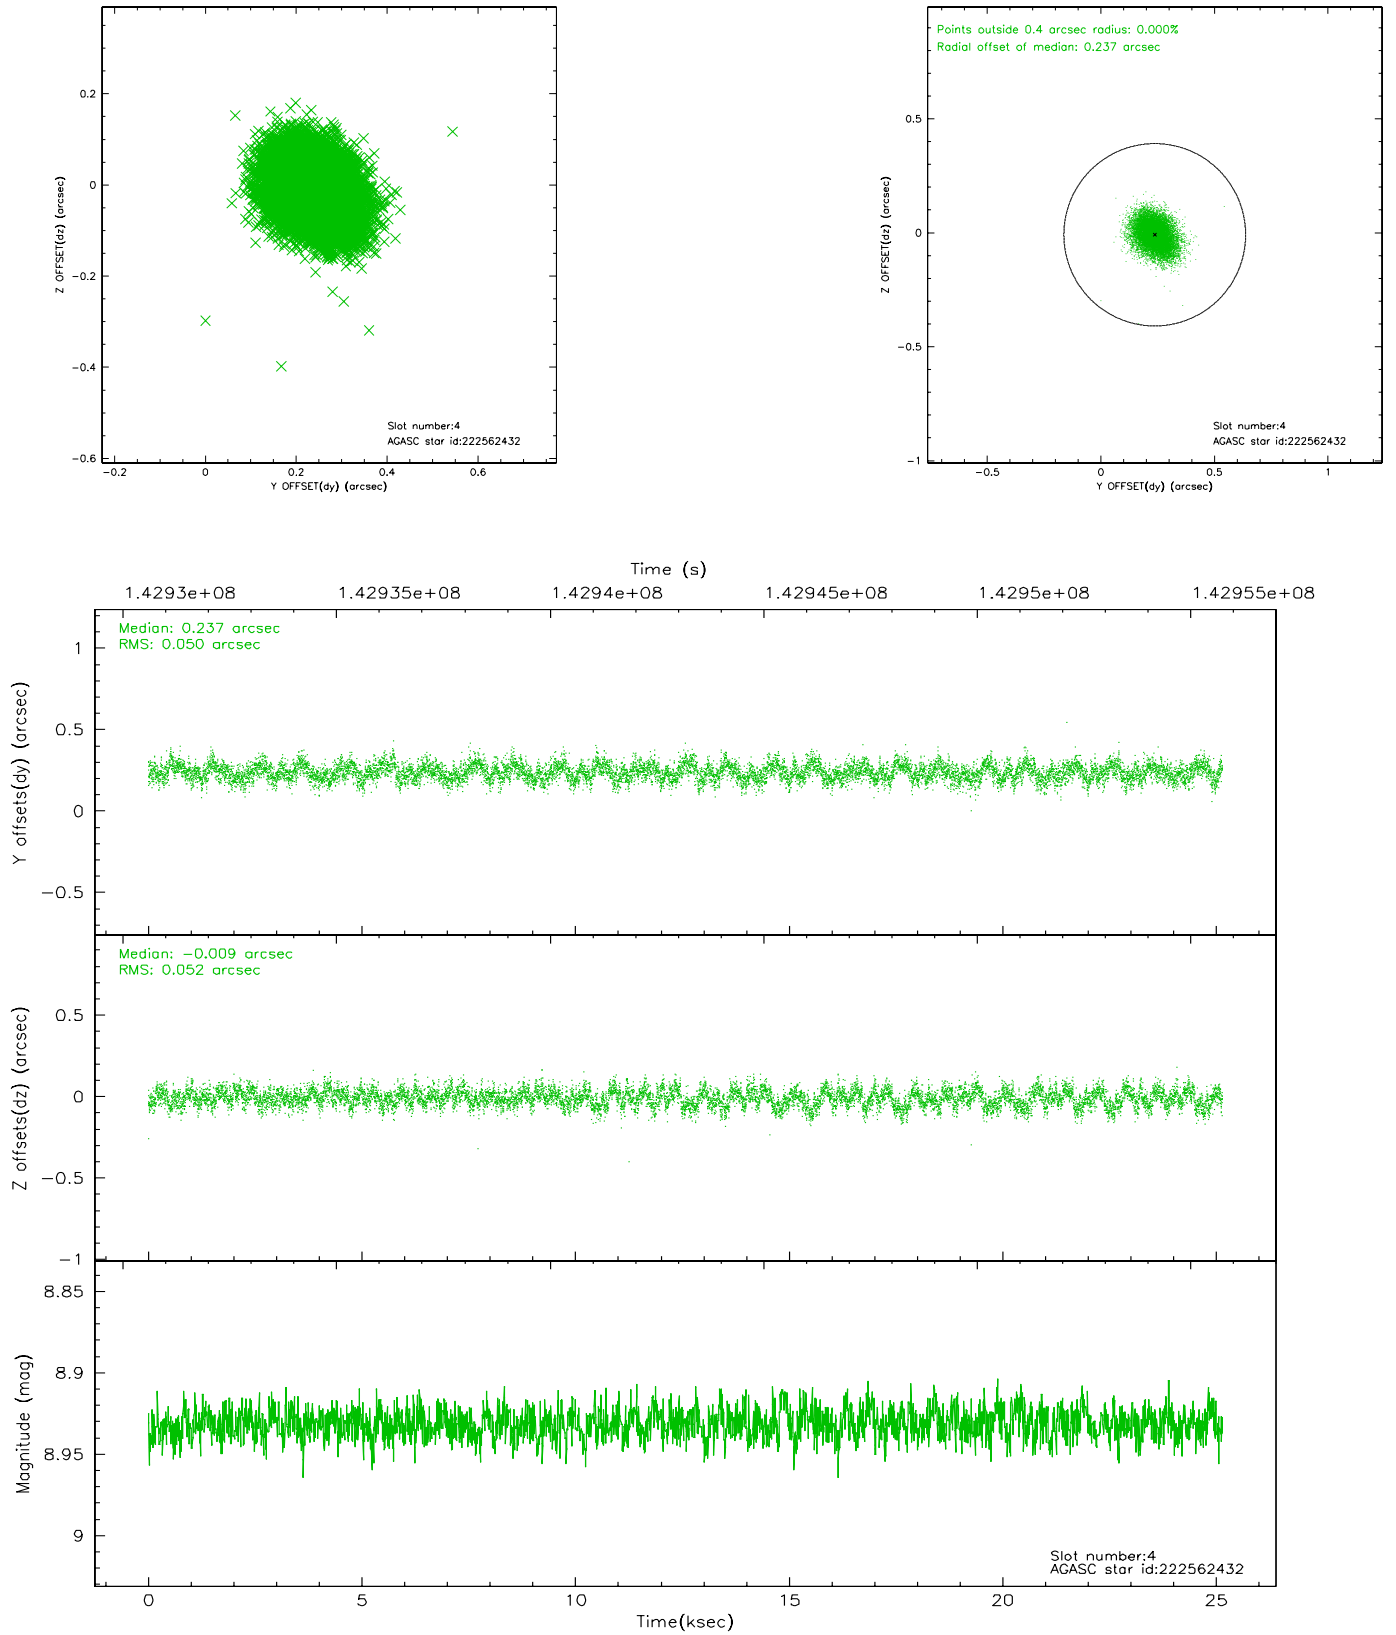 0.2
0
−0.2
−0.4
−0.6
Z OFFSET(dz) (arcsec)
Slot number:4
AGASC star id:222562432
−0.2
0
0.2
0.4
0.6
Y OFFSET(dy) (arcsec)
Points outside 0.4 arcsec radius: 0.000%
Radial offset of median: 0.237 arcsec
0.5
0
−0.5
−1
Z OFFSET(dz) (arcsec)
Slot number:4
AGASC star id:222562432
−0.5
0
0.5
1
Y OFFSET(dy) (arcsec)
Time (s)
1.4293e+08
1.42935e+08
1.4294e+08
1.42945e+08
1.4295e+08
1.42955e+08
Median: 0.237 arcsec
RMS: 0.050 arcsec
1
0.5
0
−0.5
Y offsets(dy) (arcsec)
Median: −0.009 arcsec
RMS: 0.052 arcsec
0.5
0
−0.5
−1
Z offsets(dz) (arcsec)
8.85
8.9
8.95
9
Magnitude (mag)
Slot number:4
AGASC star id:222562432
0
5
10
15
20
25
Time(ksec)